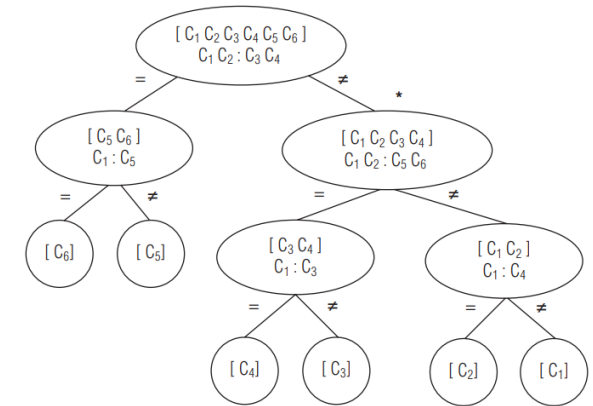 [ C₁ C₂ C₃ C₄ C₅ C₆ ]
C₁ C₂ : C₃ C₄
= ≠
*
[ C₅ C₆ ]
C₁ : C₅
[ C₁ C₂ C₃ C₄ ]
C₁ C₂ : C₅ C₆
= ≠ = ≠
[ C₆]
[ C₅]
[ C₃ C₄ ]
C₁ : C₃
[ C₁ C₂ ]
C₁ : C₄
= ≠ = ≠
[ C₄]
[ C₃]
[ C₂]
[ C₁]